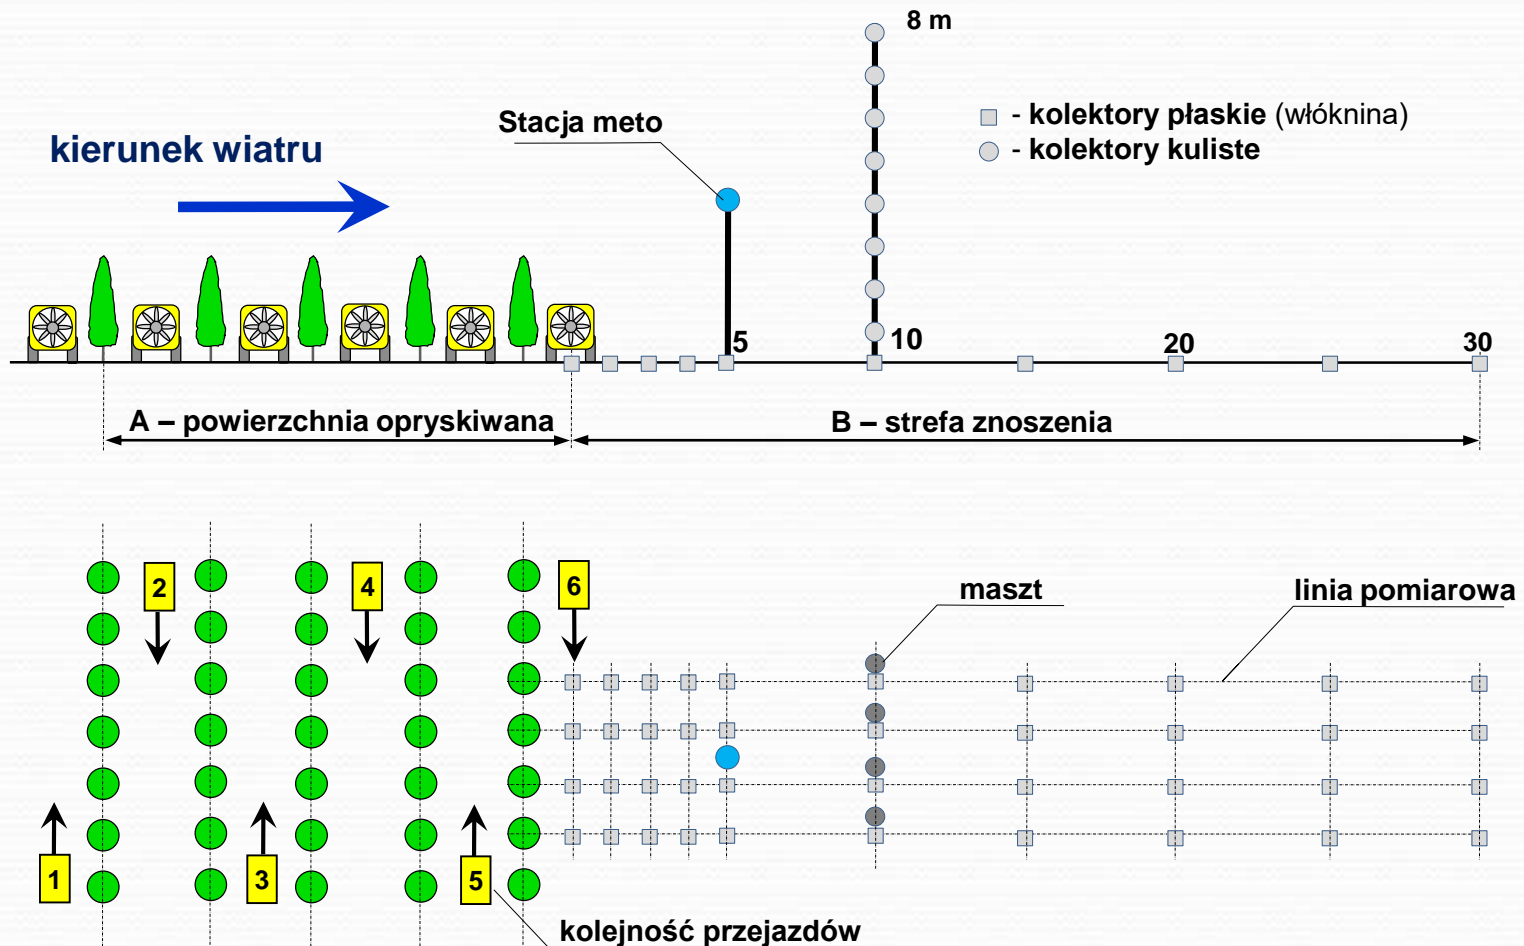 8 m
Stacja meto
- kolektory płaskie (włóknina)
- kolektory kuliste
kierunek wiatru
5
10
20
30
A – powierzchnia opryskiwana
B – strefa znoszenia
2
4
6
maszt
linia pomiarowa
1
3
5
kolejność przejazdów